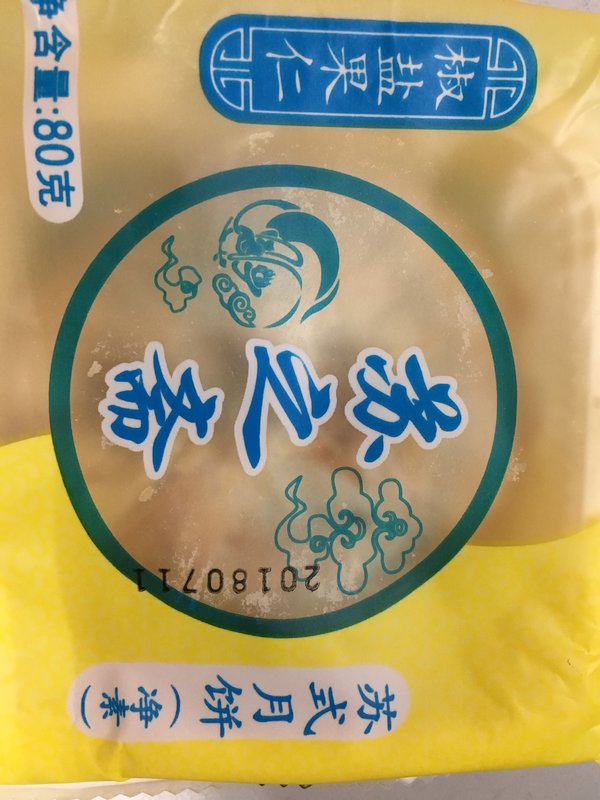 椒盐果仁
净含量:80克
苏之斋
20180711
苏式月饼(净素)